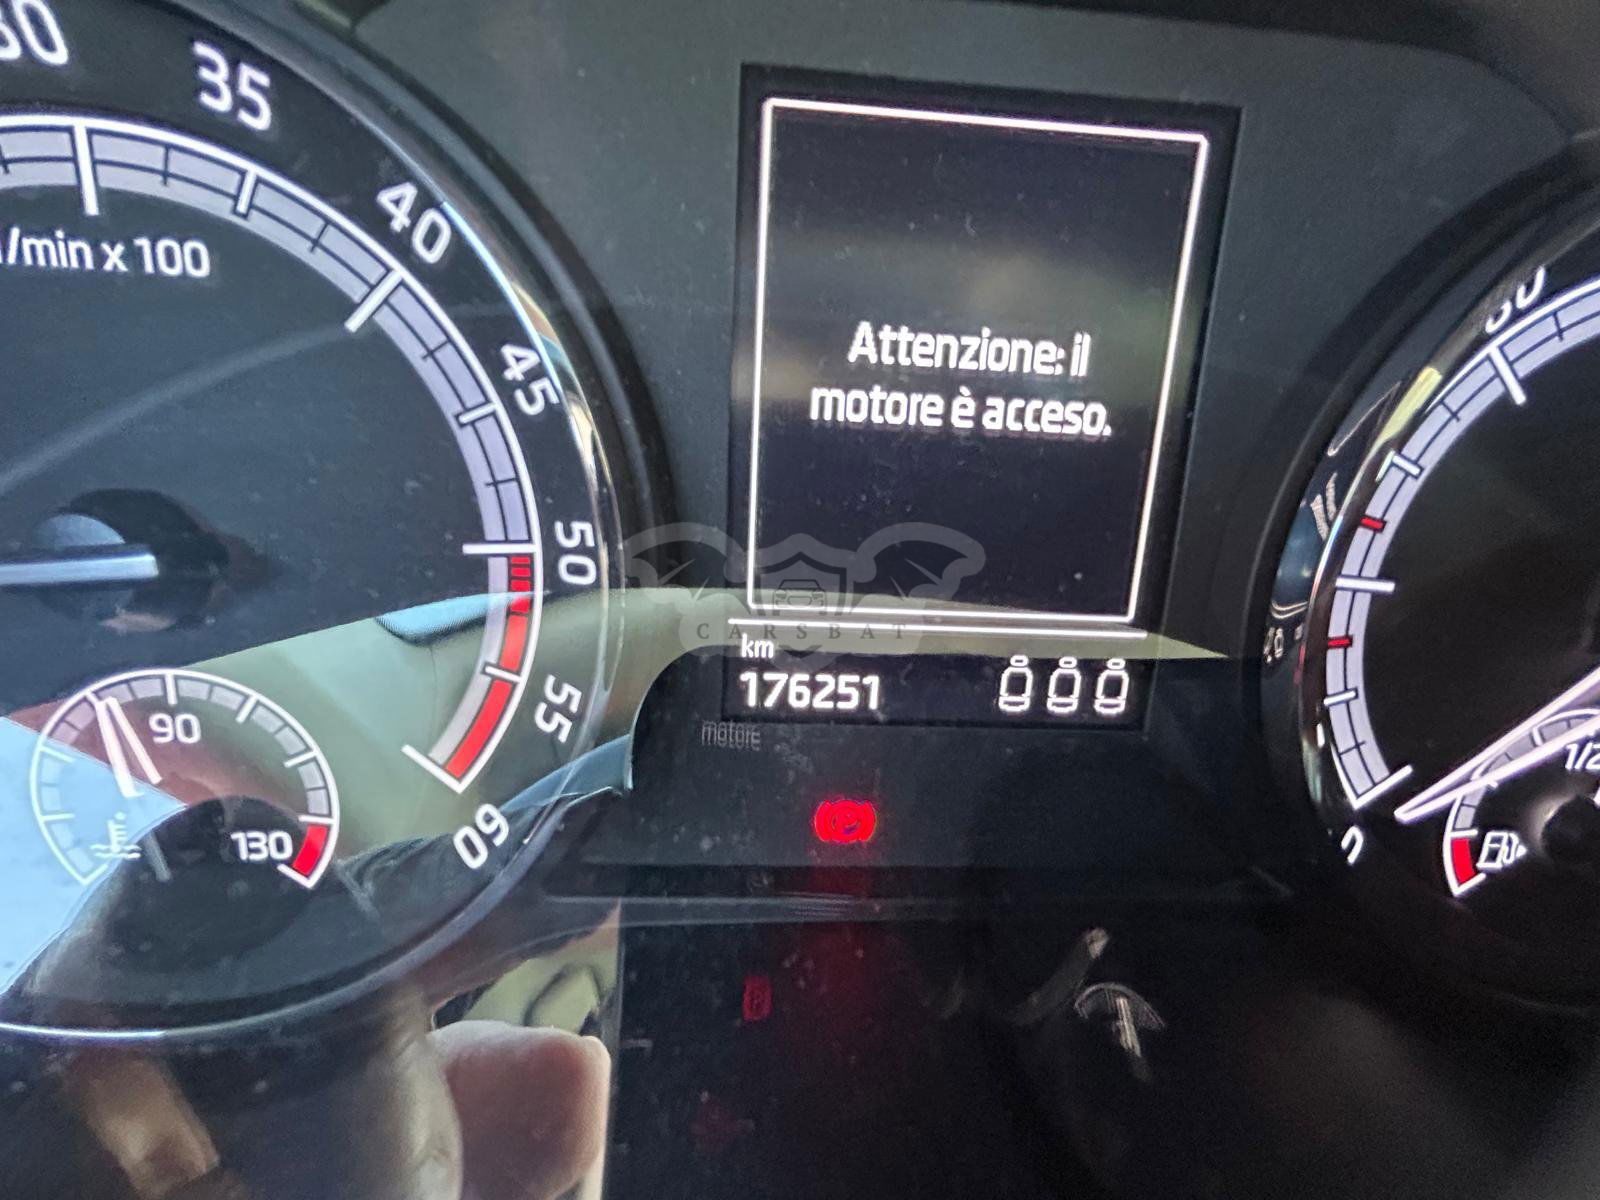 35
40
/min x 100
45
50
55
60
90
130
Attenzione: il
motore è acceso.
CARSBAT
km
176251
motore
1/2